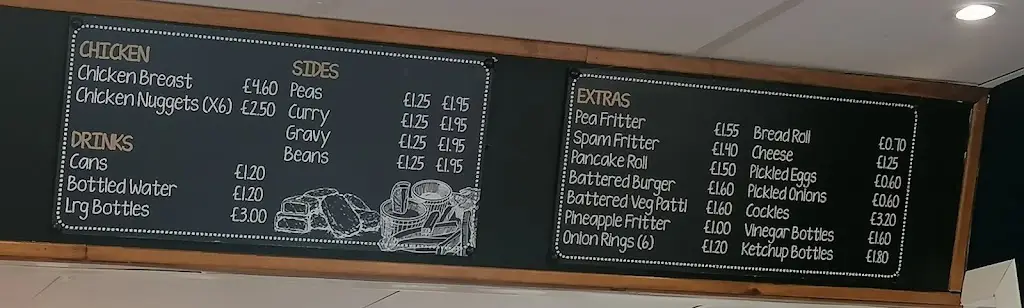 CHICKEN
Chicken Breast £4.60
Chicken Nuggets (X6) £2.50
DRINKS
Cans £1.20
Bottled Water £1.20
Lrg Bottles £3.00
SIDES
Peas £1.25 £1.95
Curry £1.25 £1.95
Gravy £1.25 £1.95
Beans £1.25 £1.95
EXTRAS
Pea Fritter £1.55
Spam Fritter £1.40
Pancake Roll £1.50
Battered Burger £1.60
Battered Veg Patti £1.60
Pineapple Fritter £1.00
Onion Rings (6) £1.20
Bread Roll £0.70
Cheese £1.25
Pickled Eggs £0.60
Pickled Onions £0.60
Cockles £3.20
Vinegar Bottles £1.60
Ketchup Bottles £1.80